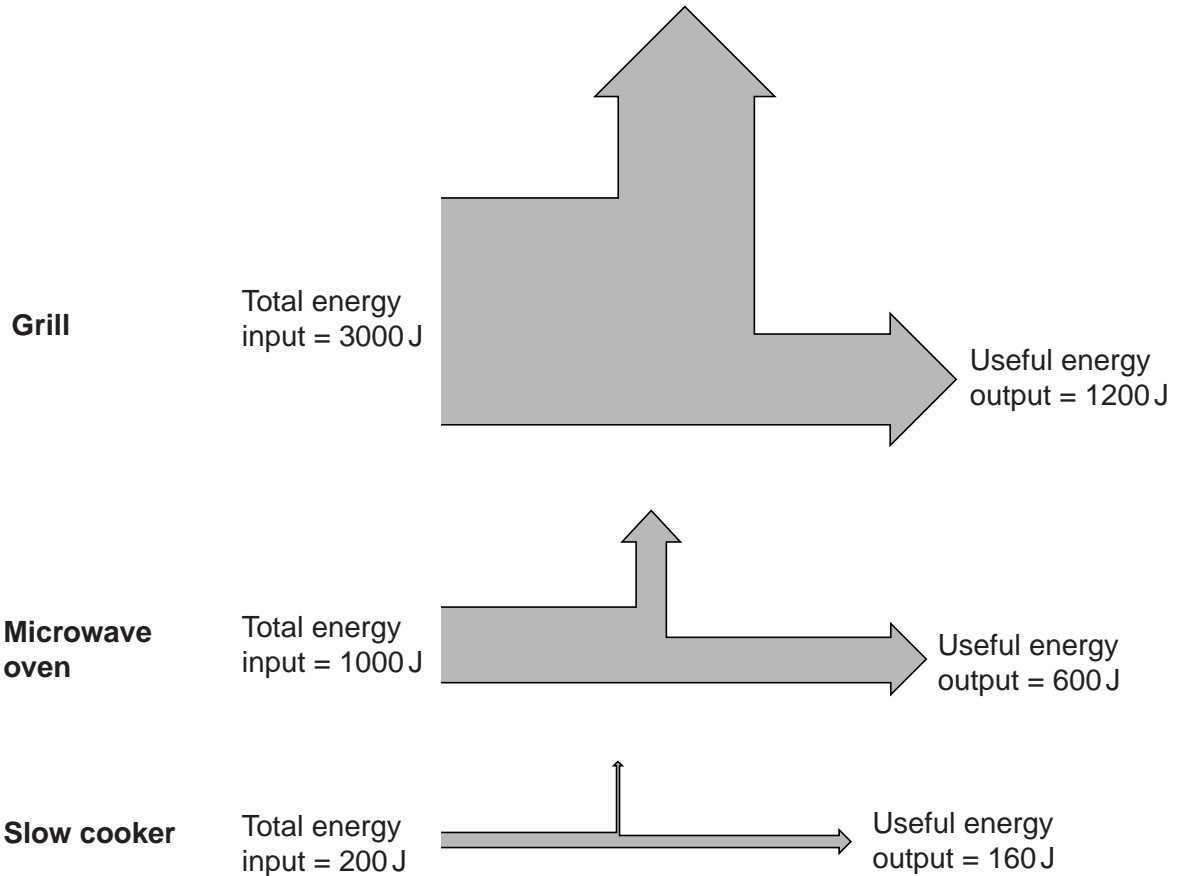 Grill
Total energy
input = 3000 J
Useful energy
output = 1200 J
Microwave
oven
Total energy
input = 1000 J
Useful energy
output = 600 J
Slow cooker
Total energy
input = 200 J
Useful energy
output = 160 J